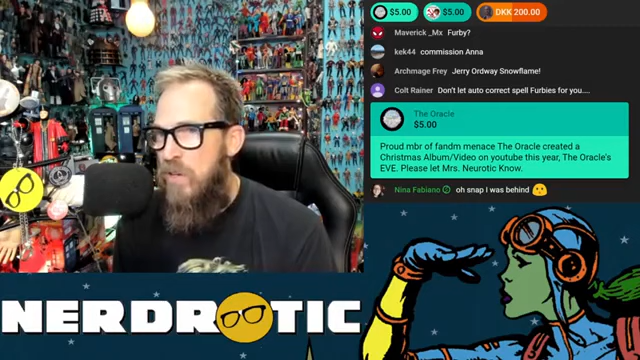 $5.00 $5.00 DKK 200.00
Maverick _Mx Furby?
kek44 commission Anna
Archmage Frey Jerry Ordway Snowflame!
Colt Rainer Don't let auto correct spell Furbies for you....
The Oracle
$5.00
Proud mbr of fandm menace The Oracle created a
Christmas Album/Video on youtube this year, The Oracle's
EVE. Please let Mrs. Neurotic Know.
Nina Fabiano oh snap I was behind
NERDROTIC